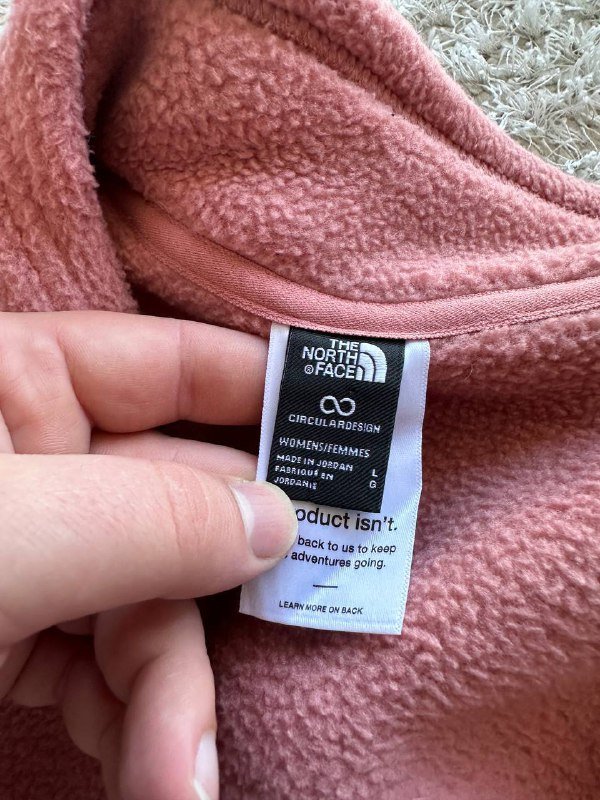 THE
NORTH
FACE
CIRCULARDESIGN
WOMENS/FEMMES
MADE IN JORDAN L
FABRIQUÉ EN G
JORDANIE
oduct isn't.
back to us to keep
adventures going.
—
LEARN MORE ON BACK